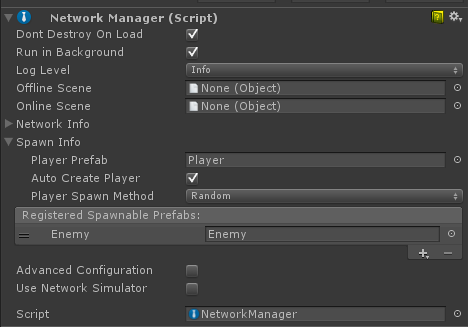 Network Manager (Script)
Dont Destroy On Load
Run in Background
Log Level Info
Offline Scene None (Object)
Online Scene None (Object)
Network Info
Spawn Info
Player Prefab Player
Auto Create Player
Player Spawn Method Random
Registered Spawnable Prefabs:
Enemy Enemy
Advanced Configuration
Use Network Simulator
Script NetworkManager